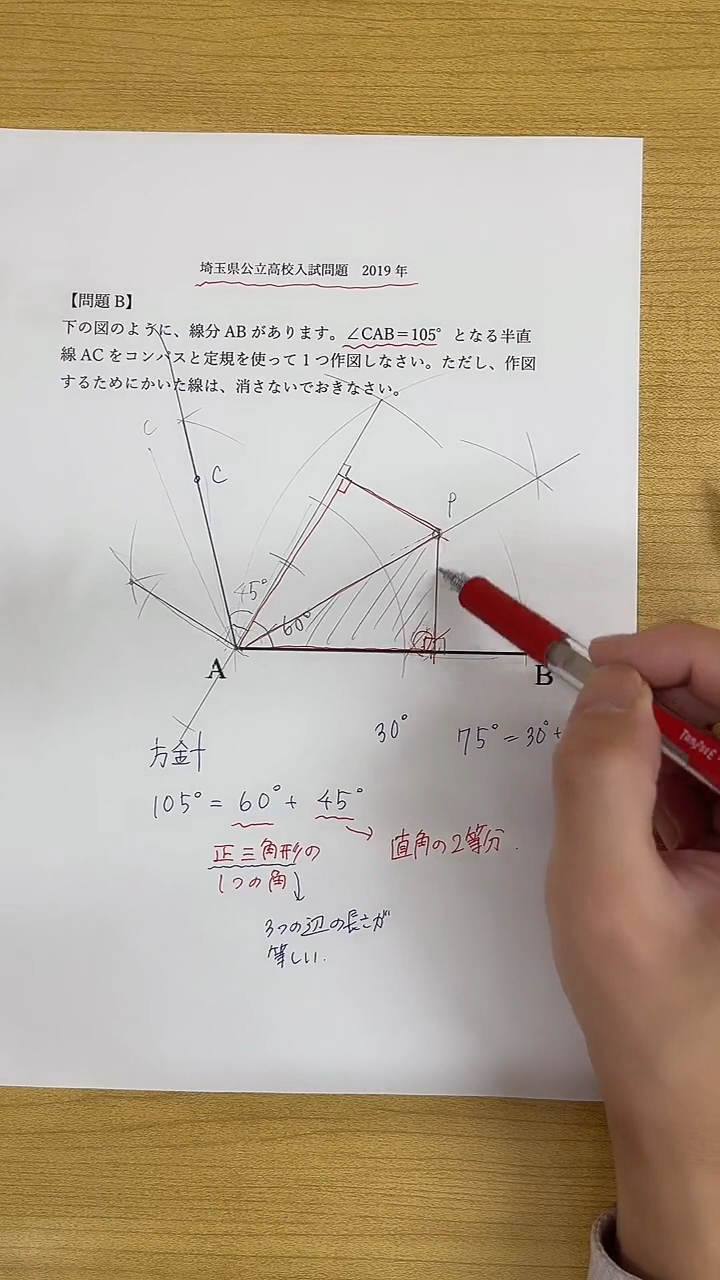 埼玉県公立高校入試問題　2019 年
【問題 B】
下の図のように、線分 AB があります。∠CAB＝105° となる半直
線 AC をコンパスと定規を使って 1 つ作図しなさい。ただし、作図
するためにかいた線は、消さないでおきなさい。
C
C
P
45°
60°
A
B
方針
30°
75°=30°+
105° = 60° + 45°
正三角形の
1つの角
直角の2等分.
3つの辺の長さが
等しい.